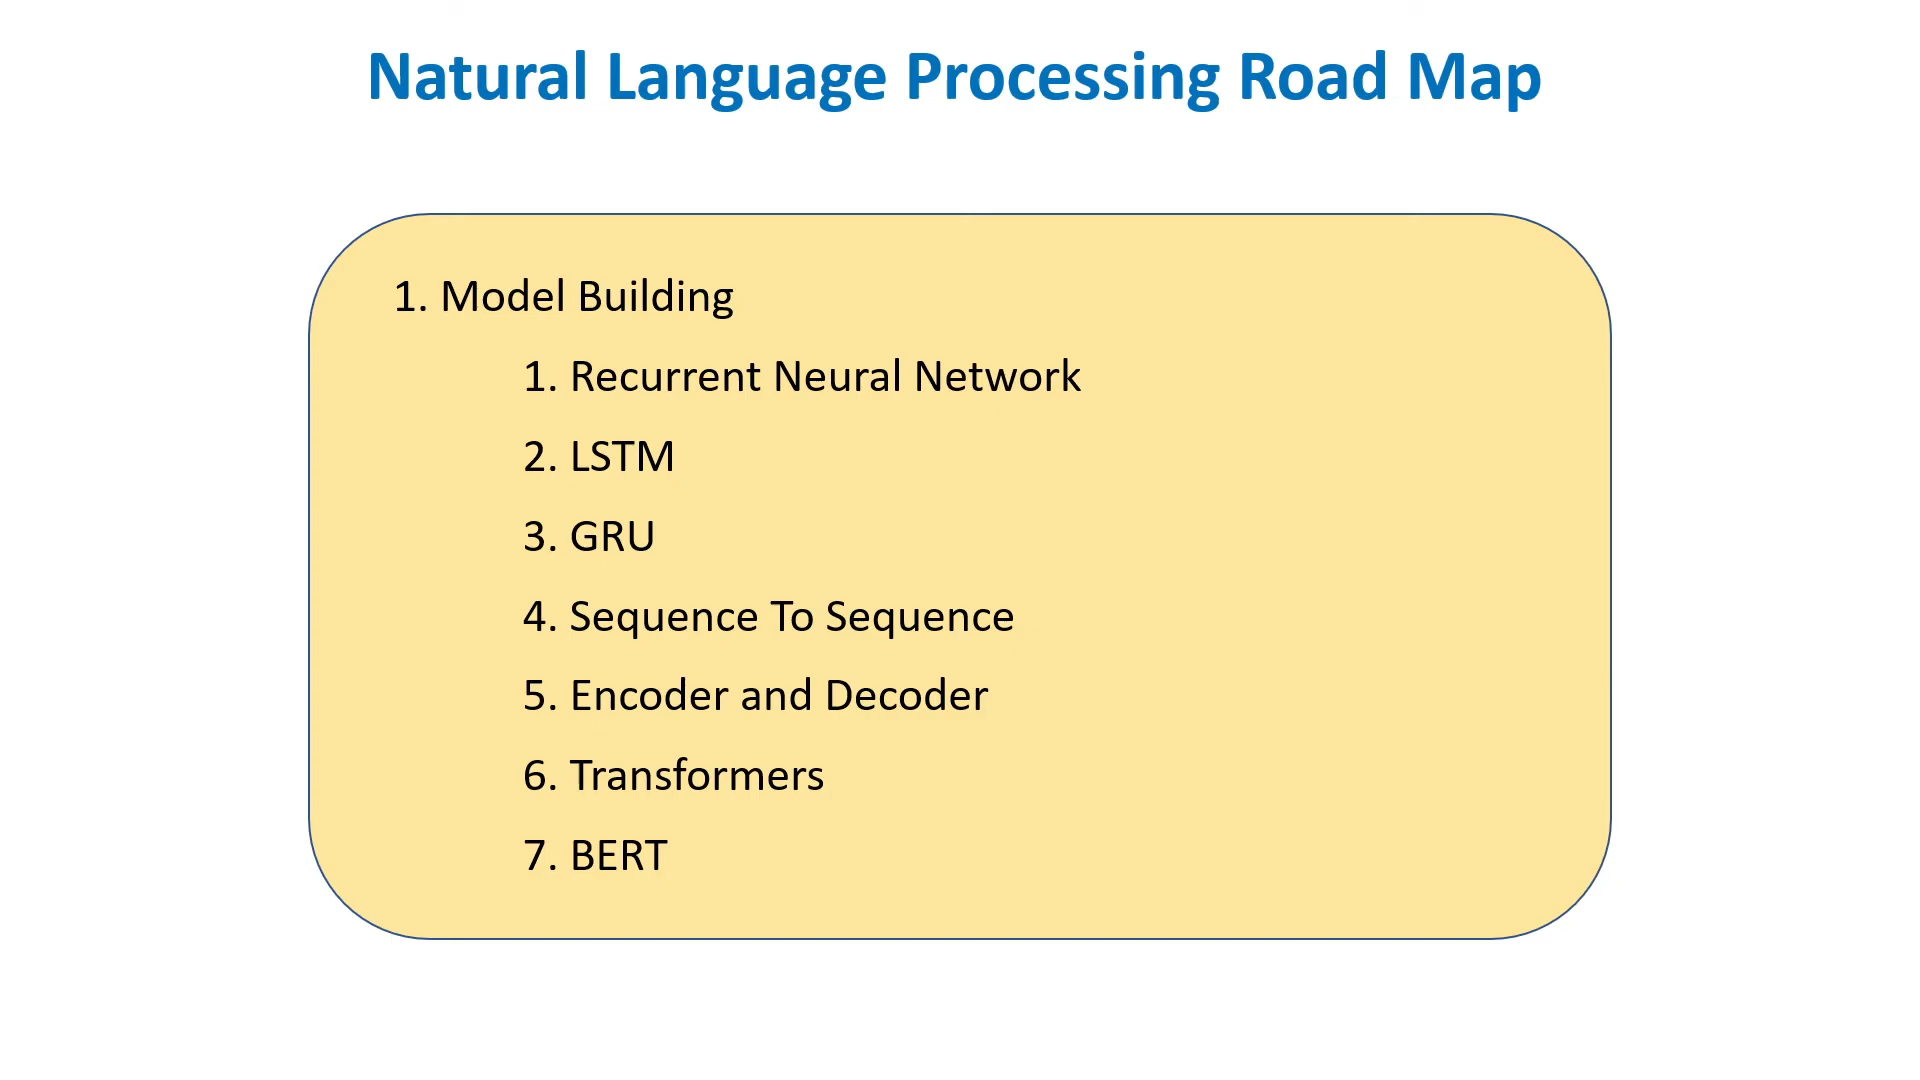 Natural Language Processing Road Map
1. Model Building
1. Recurrent Neural Network
2. LSTM
3. GRU
4. Sequence To Sequence
5. Encoder and Decoder
6. Transformers
7. BERT